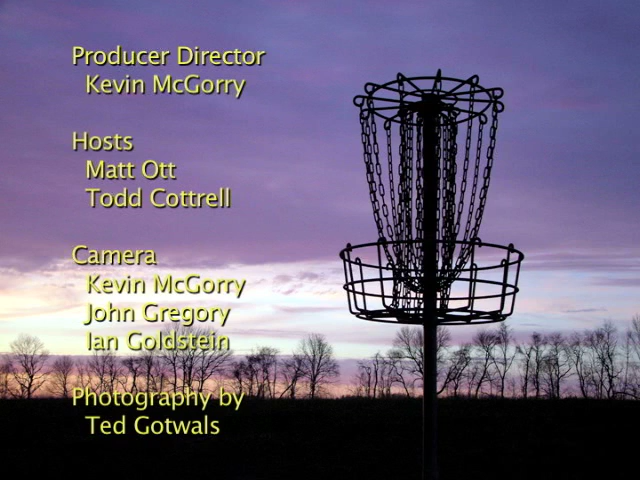 Producer Director
Kevin McGorry
Hosts
Matt Ott
Todd Cottrell
Camera
Kevin McGorry
John Gregory
Ian Goldstein
Photography by
Ted Gotwals